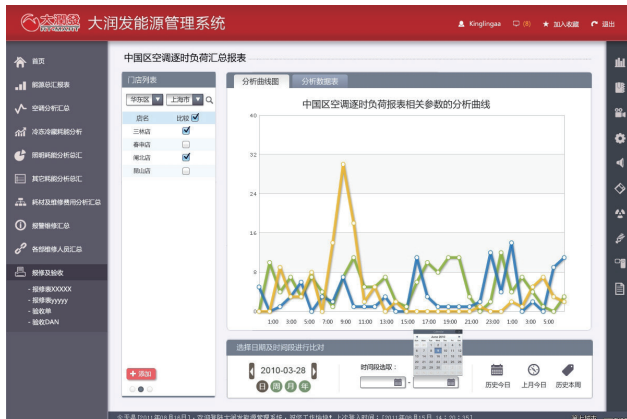 大润發
RT-MART
大润发能源管理系统
Kinglingaa
(8)
加入收藏
退出
首页
能源总汇报表
空调分析汇总
冷冻冷藏耗能分析
照明耗能分析总汇
其它耗能分析总汇
耗材及维修费用分析汇总
报警维修汇总
各部维修人员汇总
报修及验收
- 报修表XXXXX
- 报修表yyyyy
- 验收单
- 验收DAN
中国区空调逐时负荷汇总报表
门店列表
华东区
上海市
店名
比较
三林店
春申店
闸北店
昆山店
添加
分析曲线图
分析数据表
中国区空调逐时负荷报表相关参数的分析曲线
40
32
24
16
8
0
1:00 3:00 5:00 7:00 9:00 11:00 13:00 15:00 17:00 19:00 21:00 23:00 1:00 3:00 5:00
选择日期及时间段进行比对
2010-03-28
日 周 月 年
时间段选取：
-
历史今日
上月今日
历史本周